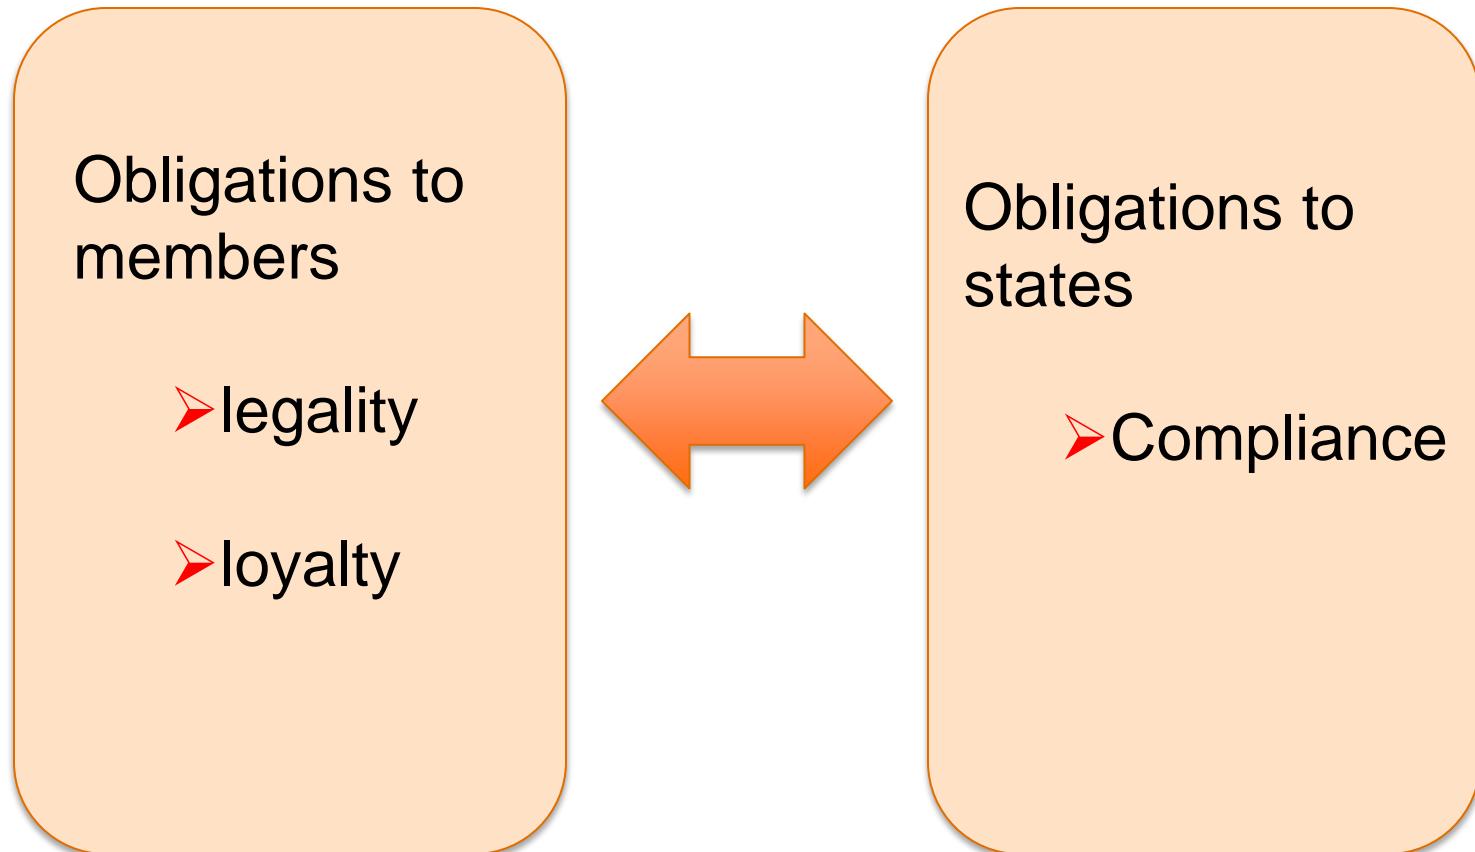 Obligations to
members
➢legality
➢loyalty
Obligations to
states
➢Compliance